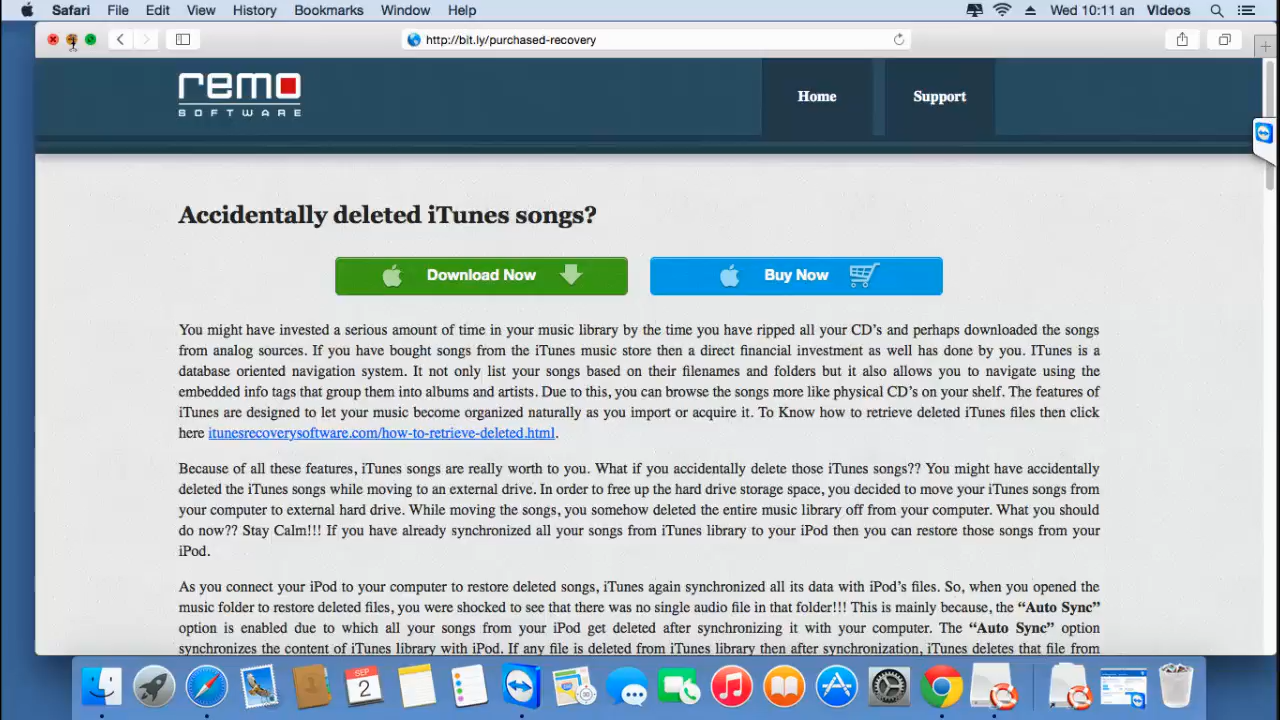 Safari File Edit View History Bookmarks Window Help Wed 10:11 an Videos
http://bit.ly/purchased-recovery
remo
SOFTWARE
Home Support
Accidentally deleted iTunes songs?
Download Now Buy Now
You might have invested a serious amount of time in your music library by the time you have ripped all your CD's and perhaps downloaded the songs
from analog sources. If you have bought songs from the iTunes music store then a direct financial investment as well has done by you. ITunes is a
database oriented navigation system. It not only list your songs based on their filenames and folders but it also allows you to navigate using the
embedded info tags that group them into albums and artists. Due to this, you can browse the songs more like physical CD's on your shelf. The features of
iTunes are designed to let your music become organized naturally as you import or acquire it. To Know how to retrieve deleted iTunes files then click
here itunesrecoverysoftware.com/how-to-retrieve-deleted.html.
Because of all these features, iTunes songs are really worth to you. What if you accidentally delete those iTunes songs?? You might have accidentally
deleted the iTunes songs while moving to an external drive. In order to free up the hard drive storage space, you decided to move your iTunes songs from
your computer to external hard drive. While moving the songs, you somehow deleted the entire music library off from your computer. What you should
do now?? Stay Calm!!! If you have already synchronized all your songs from iTunes library to your iPod then you can restore those songs from your
iPod.
As you connect your iPod to your computer to restore deleted songs, iTunes again synchronized all its data with iPod's files. So, when you opened the
music folder to restore deleted files, you were shocked to see that there was no single audio file in that folder!!! This is mainly because, the “Auto Sync”
option is enabled due to which all your songs from your iPod get deleted after synchronizing it with your computer. The “Auto Sync” option
synchronizes the content of iTunes library with iPod. If any file is deleted from iTunes library then after synchronization, iTunes deletes that file from
SEP
2